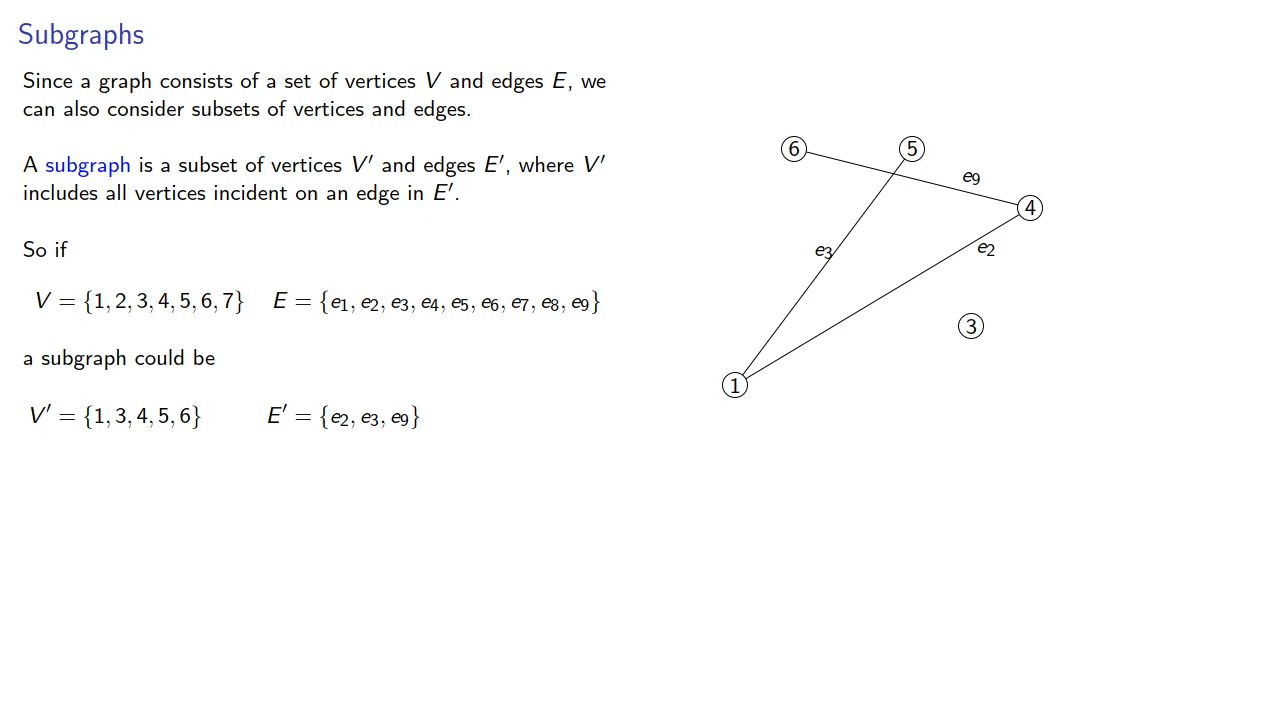 Subgraphs
Since a graph consists of a set of vertices V and edges E, we
can also consider subsets of vertices and edges.
A subgraph is a subset of vertices V′ and edges E′, where V′
includes all vertices incident on an edge in E′.
So if
V = {1, 2, 3, 4, 5, 6, 7} E = {e₁, e₂, e₃, e₄, e₅, e₆, e₇, e₈, e₉}
a subgraph could be
V′ = {1, 3, 4, 5, 6} E′ = {e₂, e₃, e₉}
6 5
e₉
4
e₃ e₂
3
1